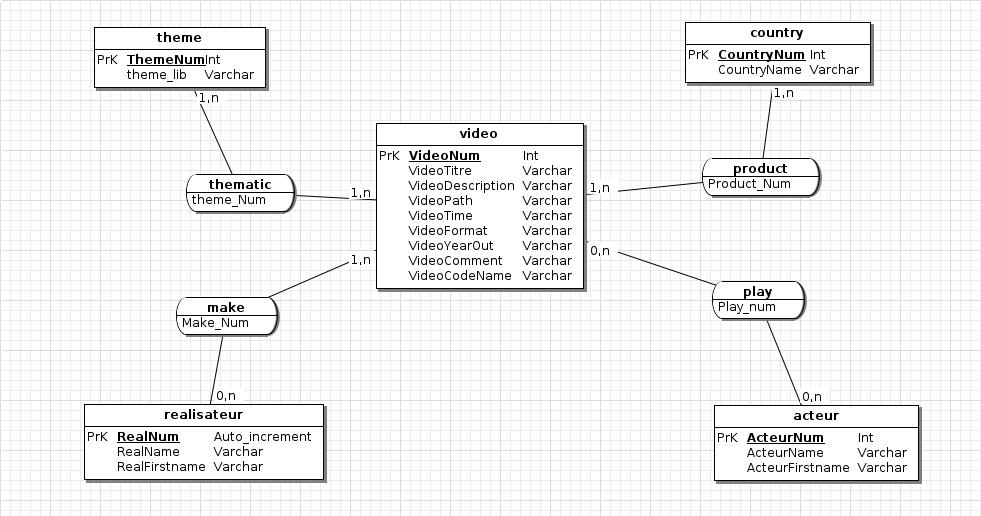 theme
PrK ThemeNum Int
theme_lib Varchar
1,n
country
PrK CountryNum Int
CountryName Varchar
1,n
video
PrK VideoNum Int
VideoTitre Varchar
VideoDescription Varchar
VideoPath Varchar
VideoTime Varchar
VideoFormat Varchar
VideoYearOut Varchar
VideoComment Varchar
VideoCodeName Varchar
thematic
theme_Num
1,n
product
Product_Num
1,n
1,n
0,n
make
Make_Num
play
Play_num
0,n
0,n
realisateur
PrK RealNum Auto_increment
RealName Varchar
RealFirstname Varchar
acteur
PrK ActeurNum Int
ActeurName Varchar
ActeurFirstname Varchar